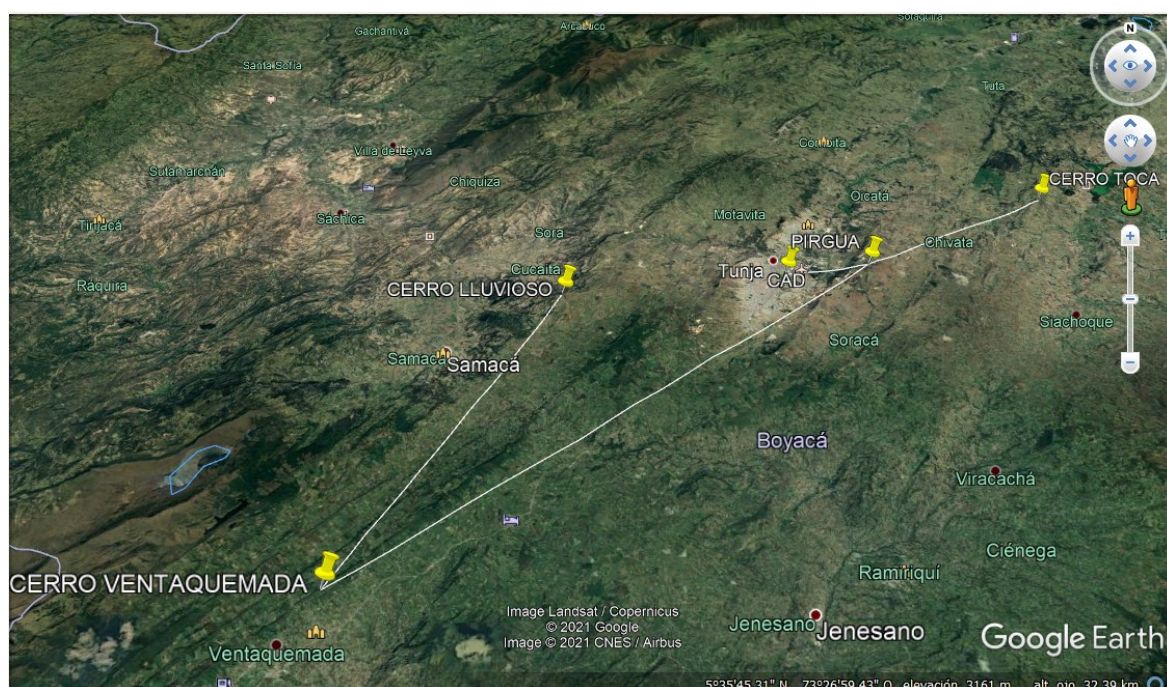 Arcabuco
Sotaquirá
Gachantivá
N
Santa Sofía
Tuta
Cómbita
Villa de Leyva
Sutamarchán
Chiquiza
CERRO TOCA
Oicatá
Motavita
Sáchica
Tinjacá
Sora
PIRGUA
Chivata
Cucaita
Tunja
CAD
Ráquira
CERRO LLUVIOSO
Siachoque
Soracá
Samacá
Samacá
Boyacá
Viracachá
Ciénega
Ramiriquí
CERRO VENTAQUEMADA
Image Landsat / Copernicus
© 2021 Google
Image © 2021 CNES / Airbus
Jenesano
Jenesano
Google Earth
Ventaquemada
5°35'45.31" N 73°26'59.43" O elevación 3161 m alt. ojo 32.39 km